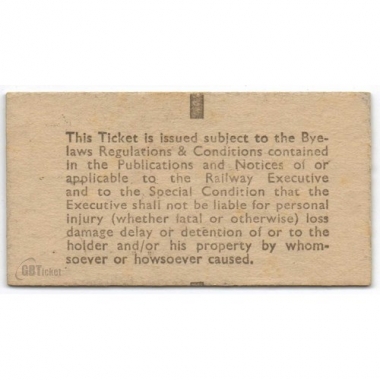 This Ticket is issued subject to the Bye-
laws Regulations & Conditions contained
in the Publications and Notices of or
applicable to the Railway Executive
and to the Special Condition that the
Executive shall not be liable for personal
injury (whether fatal or otherwise) loss
damage delay or detention of or to the
holder and/or his property by whom-
soever or howsoever caused.
GBTicket